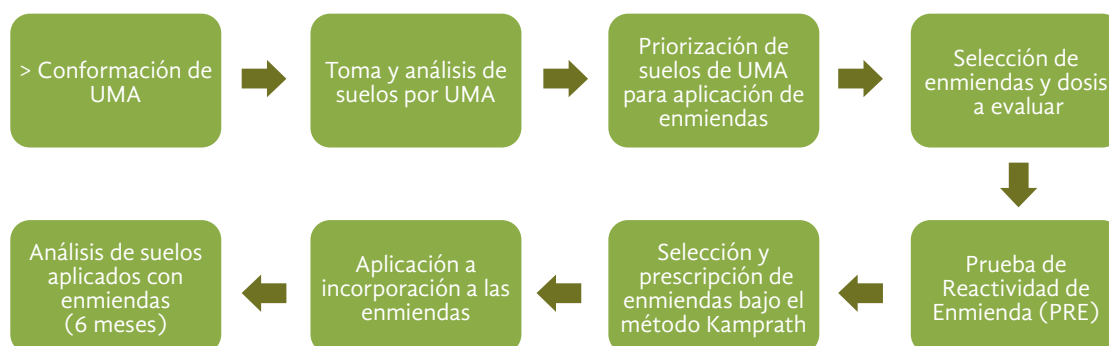 > Conformación de
UMA
Toma y análisis de
suelos por UMA
Priorización de
suelos de UMA
para aplicación de
enmiendas
Selección de
enmiendas y dosis
a evaluar
Prueba de
Reactividad de
Enmienda (PRE)
Selección y
prescripción de
enmiendas bajo el
método Kamprath
Aplicación a
incorporación a las
enmiendas
Análisis de suelos
aplicados con
enmiendas
(6 meses)